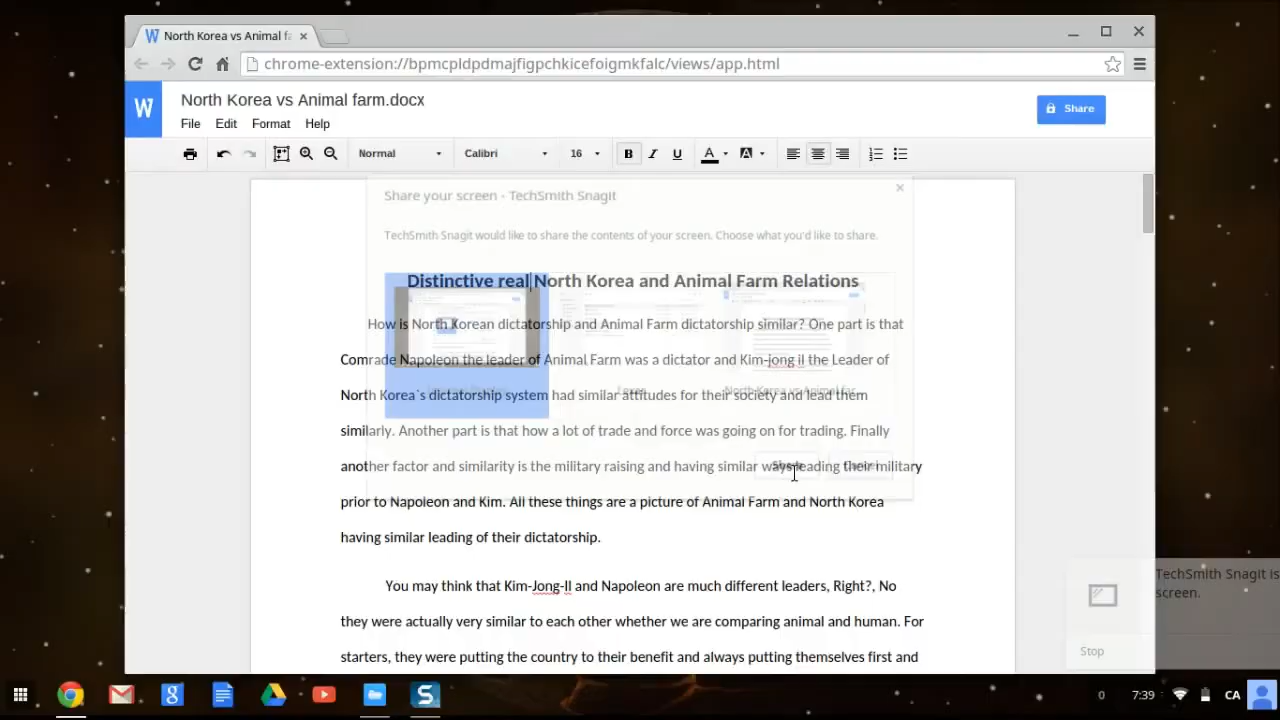 North Korea vs Animal fa
chrome-extension://bpmcpldpdmajfigpchkicefoigmkfalc/views/app.html
W
North Korea vs Animal farm.docx
Share
File Edit Format Help
Normal Calibri 16 B I U A A
Share your screen - TechSmith Snagit
TechSmith Snagit would like to share the contents of your screen. Choose what you'd like to share.
Distinctive real North Korea and Animal Farm Relations
How is North Korean dictatorship and Animal Farm dictatorship similar? One part is that
Comrade Napoleon the leader of Animal Farm was a dictator and Kim-jong il the Leader of
North Korea vs Animal far...
North Korea`s dictatorship system had similar attitudes for their society and lead them
similarly. Another part is that how a lot of trade and force was going on for trading. Finally
another factor and similarity is the military raising and having similar ways leading their military
Share Cancel
prior to Napoleon and Kim. All these things are a picture of Animal Farm and North Korea
having similar leading of their dictatorship.
You may think that Kim-Jong-Il and Napoleon are much different leaders, Right?, No
they were actually very similar to each other whether we are comparing animal and human. For
starters, they were putting the country to their benefit and always putting themselves first and
TechSmith Snagit is
screen.
Stop
0 7:39 CA